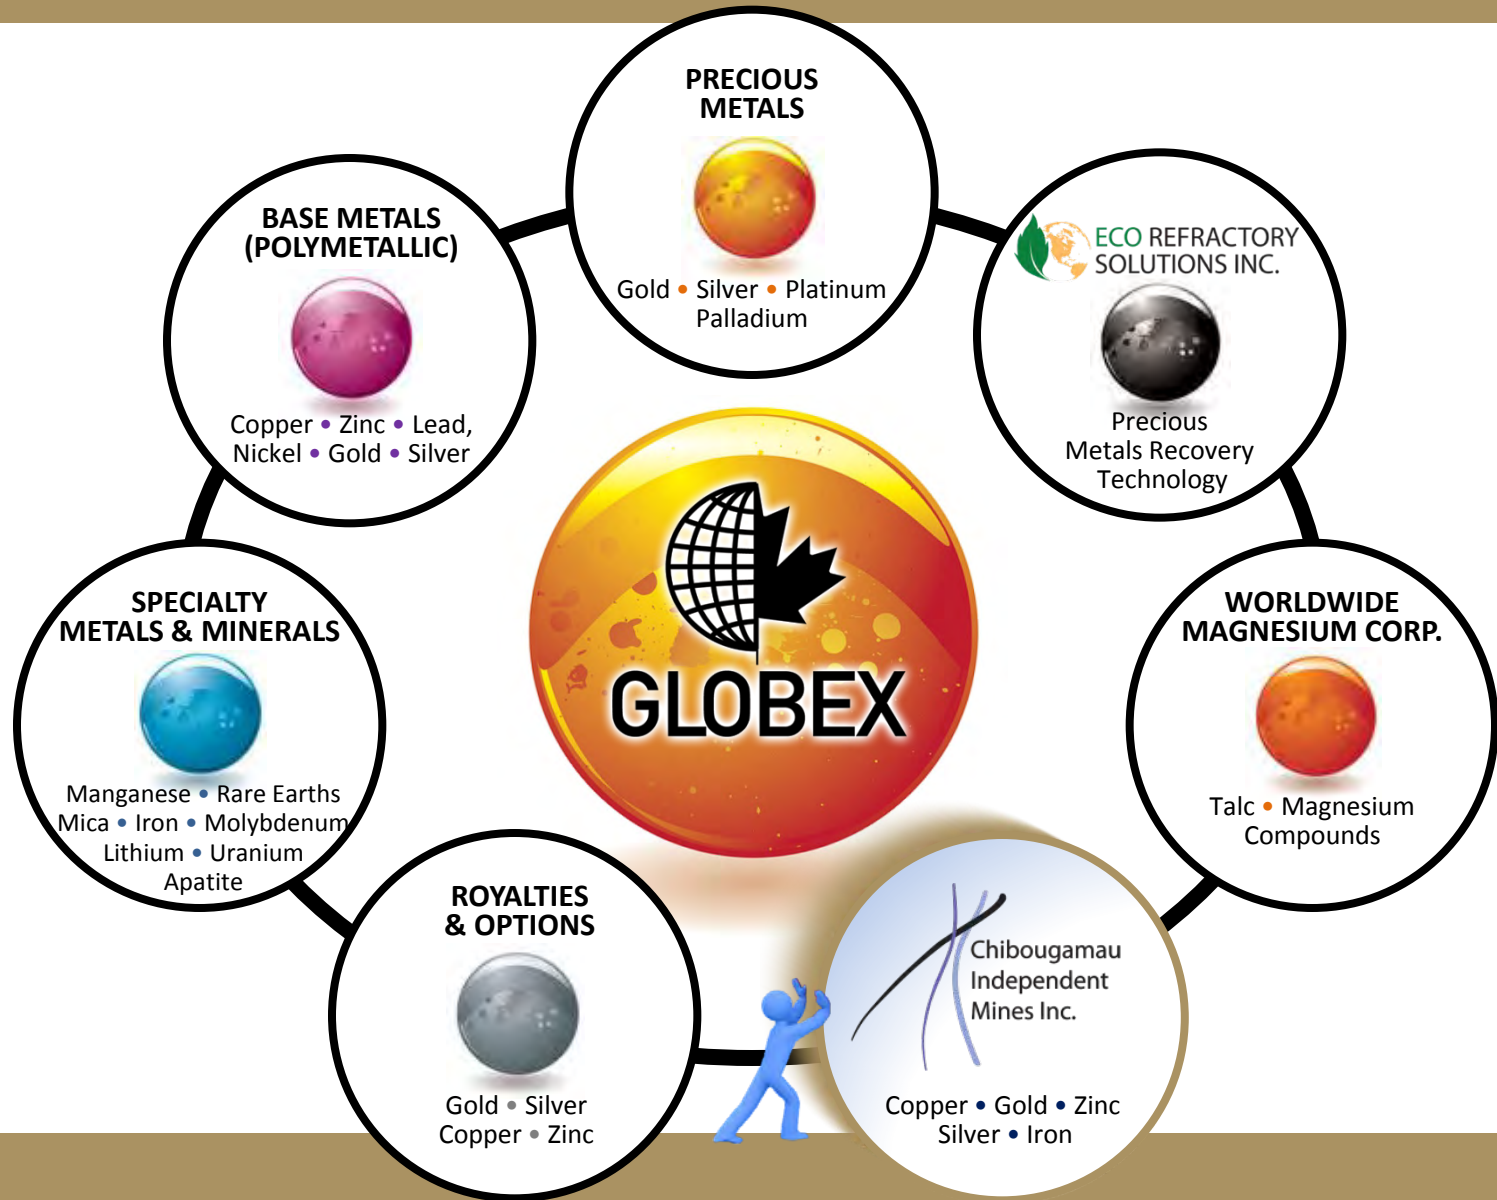 PRECIOUS
METALS
Gold • Silver • Platinum
Palladium
BASE METALS
(POLYMETALLIC)
Copper • Zinc • Lead,
Nickel • Gold • Silver
ECO REFRACTORY
SOLUTIONS INC.
Precious
Metals Recovery
Technology
GLOBEX
SPECIALTY
METALS & MINERALS
Manganese • Rare Earths
Mica • Iron • Molybdenum
Lithium • Uranium
Apatite
WORLDWIDE
MAGNESIUM CORP.
Talc • Magnesium
Compounds
ROYALTIES
& OPTIONS
Gold • Silver
Copper • Zinc
Chibougamau
Independent
Mines Inc.
Copper • Gold • Zinc
Silver • Iron